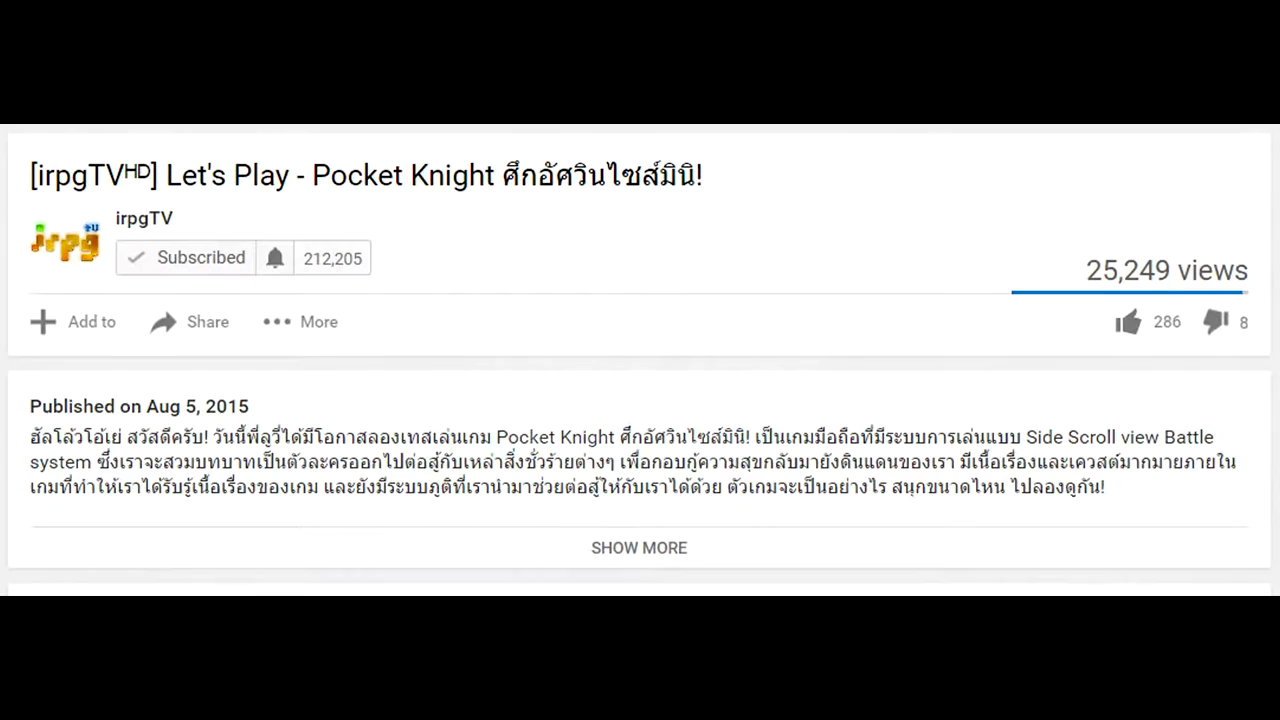 [irpgTVᴴᴰ] Let's Play - Pocket Knight ศึกอัศวินไซส์มินิ!
irpg tv
irpgTV
Subscribed 212,205
25,249 views
Add to Share More 286 8
Published on Aug 5, 2015
ฮัลโล้วโอ้เย่ สวัสดีครับ! วันนี้พี่ลูวี่ได้มีโอกาสลองเทสเล่นเกม Pocket Knight ศึกอัศวินไซส์มินิ! เป็นเกมมือถือที่มีระบบการเล่นแบบ Side Scroll view Battle
system ซึ่งเราจะสวมบทบาทเป็นตัวละครออกไปต่อสู้กับเหล่าสิ่งชั่วร้ายต่างๆ เพื่อกอบกู้ความสุขกลับมายังดินแดนของเรา มีเนื้อเรื่องและเควสต์มากมายภายใน
เกมที่ทำให้เราได้รับรู้เนื้อเรื่องของเกม และยังมีระบบภูติที่เรานำมาช่วยต่อสู้ให้กับเราได้ด้วย ตัวเกมจะเป็นอย่างไร สนุกขนาดไหน ไปลองดูกัน!
SHOW MORE